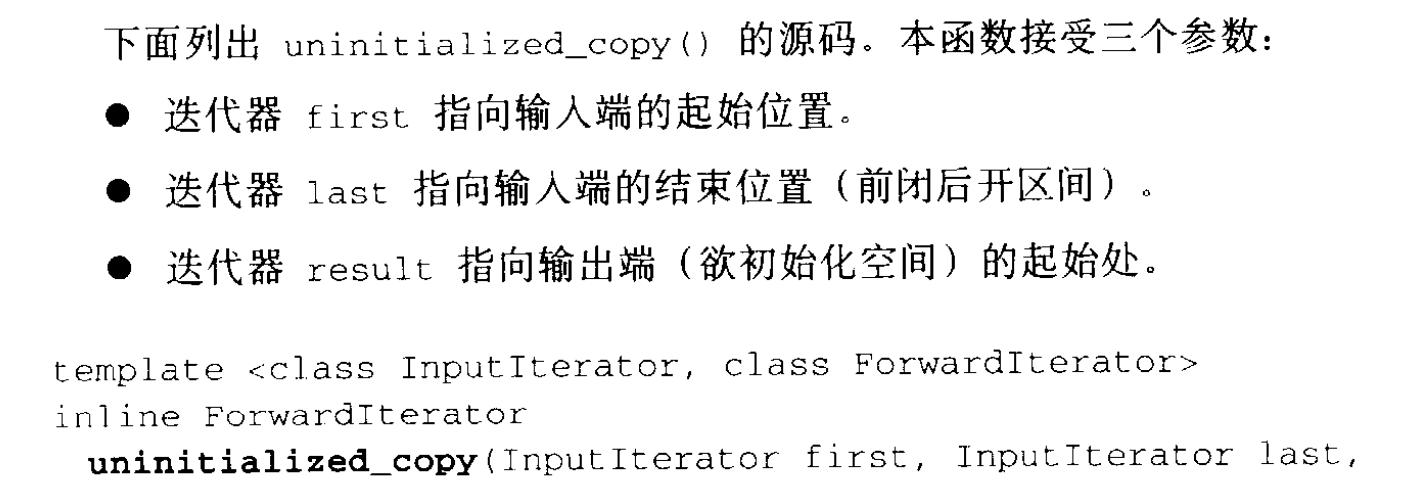 下面列出 uninitialized_copy() 的源码。本函数接受三个参数：
● 迭代器 first 指向输入端的起始位置。
● 迭代器 last 指向输入端的结束位置（前闭后开区间）。
● 迭代器 result 指向输出端（欲初始化空间）的起始处。
template <class InputIterator, class ForwardIterator>
inline ForwardIterator
uninitialized_copy(InputIterator first, InputIterator last,